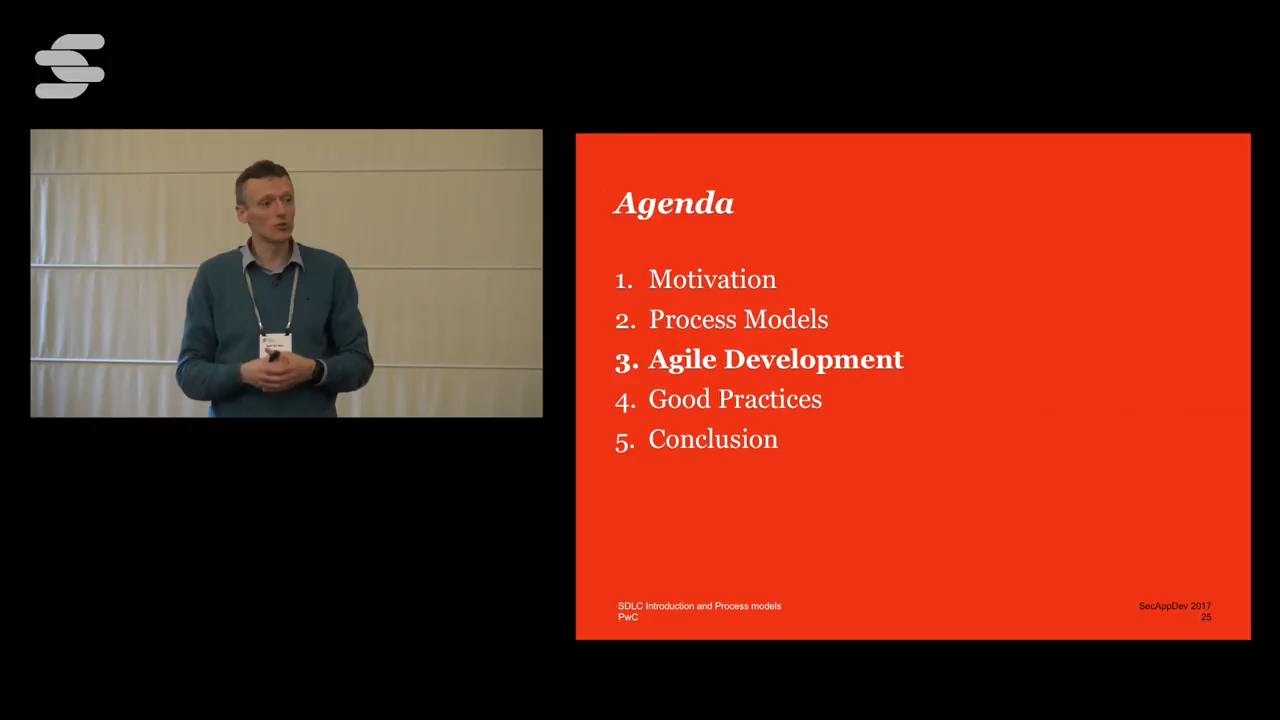 Agenda
1. Motivation
2. Process Models
3. Agile Development
4. Good Practices
5. Conclusion
SDLC Introduction and Process models
PwC
SecAppDev 2017
25